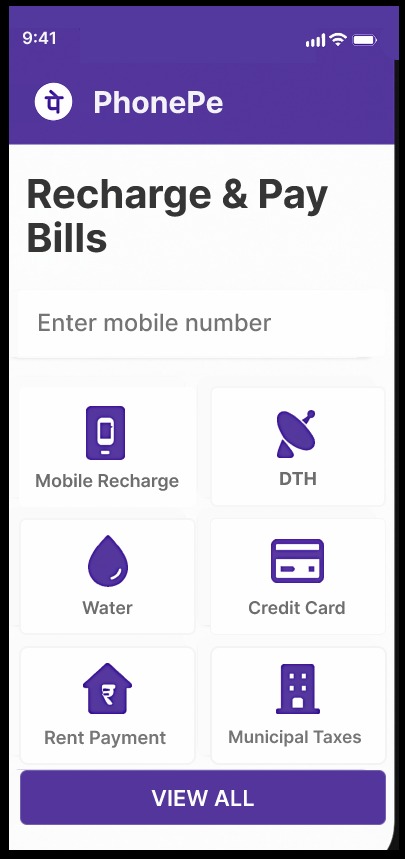 9:41
पे PhonePe
Recharge & Pay
Bills
Enter mobile number
Mobile Recharge
DTH
Water
Credit Card
₹
Rent Payment
Municipal Taxes
VIEW ALL